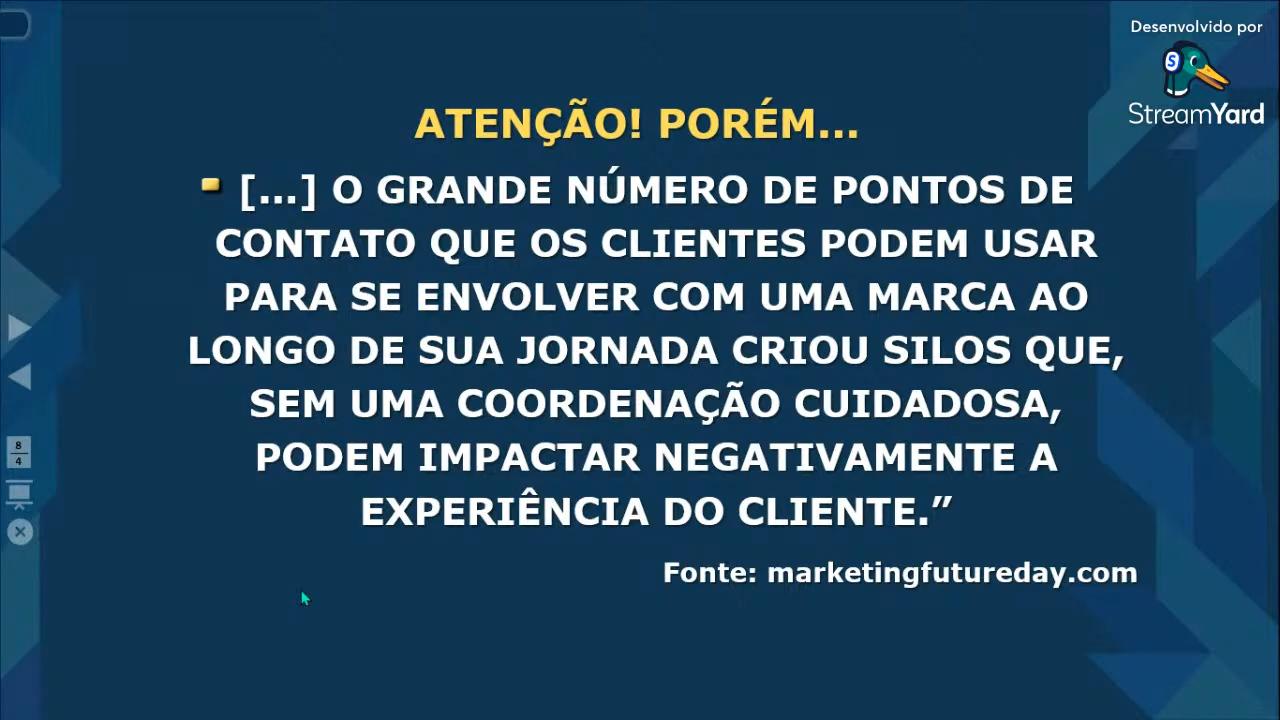 Desenvolvido por
S
StreamYard
ATENÇÃO! PORÉM...
[...] O GRANDE NÚMERO DE PONTOS DE
CONTATO QUE OS CLIENTES PODEM USAR
PARA SE ENVOLVER COM UMA MARCA AO
LONGO DE SUA JORNADA CRIOU SILOS QUE,
SEM UMA COORDENAÇÃO CUIDADOSA,
PODEM IMPACTAR NEGATIVAMENTE A
EXPERIÊNCIA DO CLIENTE.”
Fonte: marketingfutureday.com
8
4